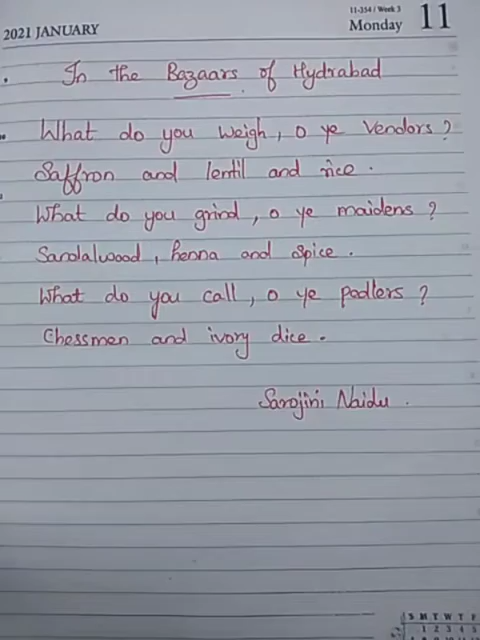 11-354 / Week 3
2021 JANUARY Monday 11
In the Bazaars of Hydrabad
What do you weigh, o ye vendors?
Saffron and lentil and rice.
What do you grind, o ye maidens?
Sandalwood, henna and spice.
What do you call, o ye pedlers?
Chessmen and ivory dice.
Sarojini Naidu.
S M T W T F
1 2 3 4 5